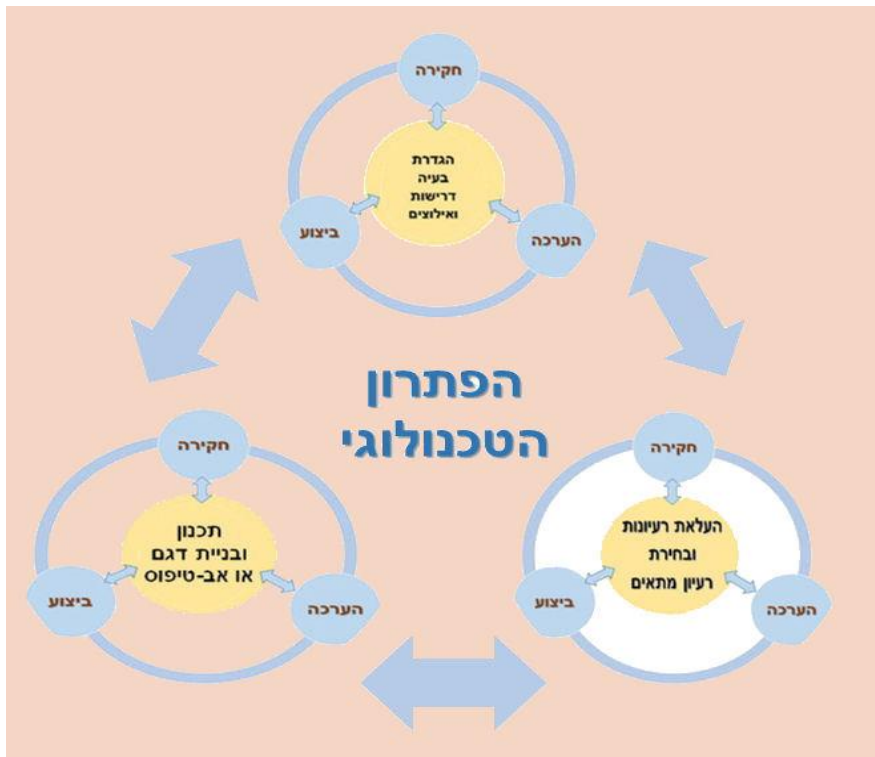 חקירה
הגדרת
בעיה
דרישות
ואילוצים
ביצוע
הערכה
הפתרון
הטכנולוגי
חקירה
העלאת רעיונות
ובחירת
רעיון מתאים
ביצוע
הערכה
חקירה
תכנון
ובניית דגם
או אב-טיפוס
ביצוע
הערכה